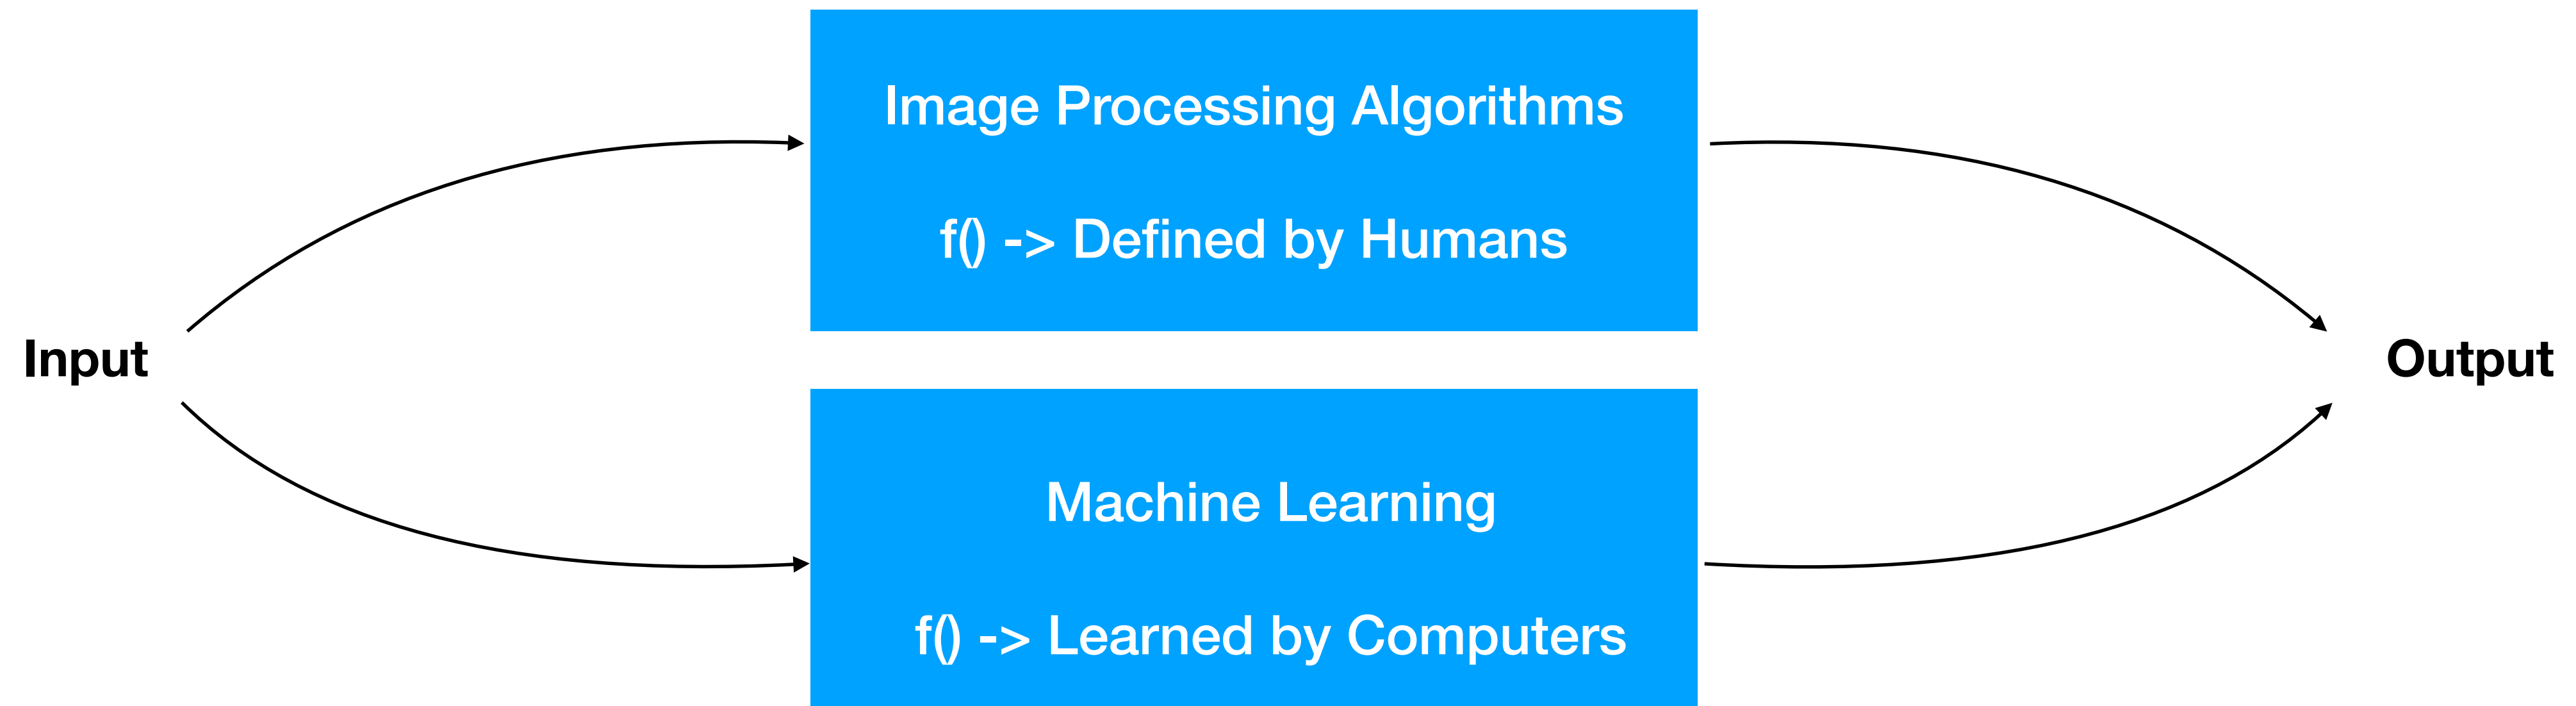 Image Processing Algorithms
f() -> Defined by Humans
Input
Output
Machine Learning
f() -> Learned by Computers